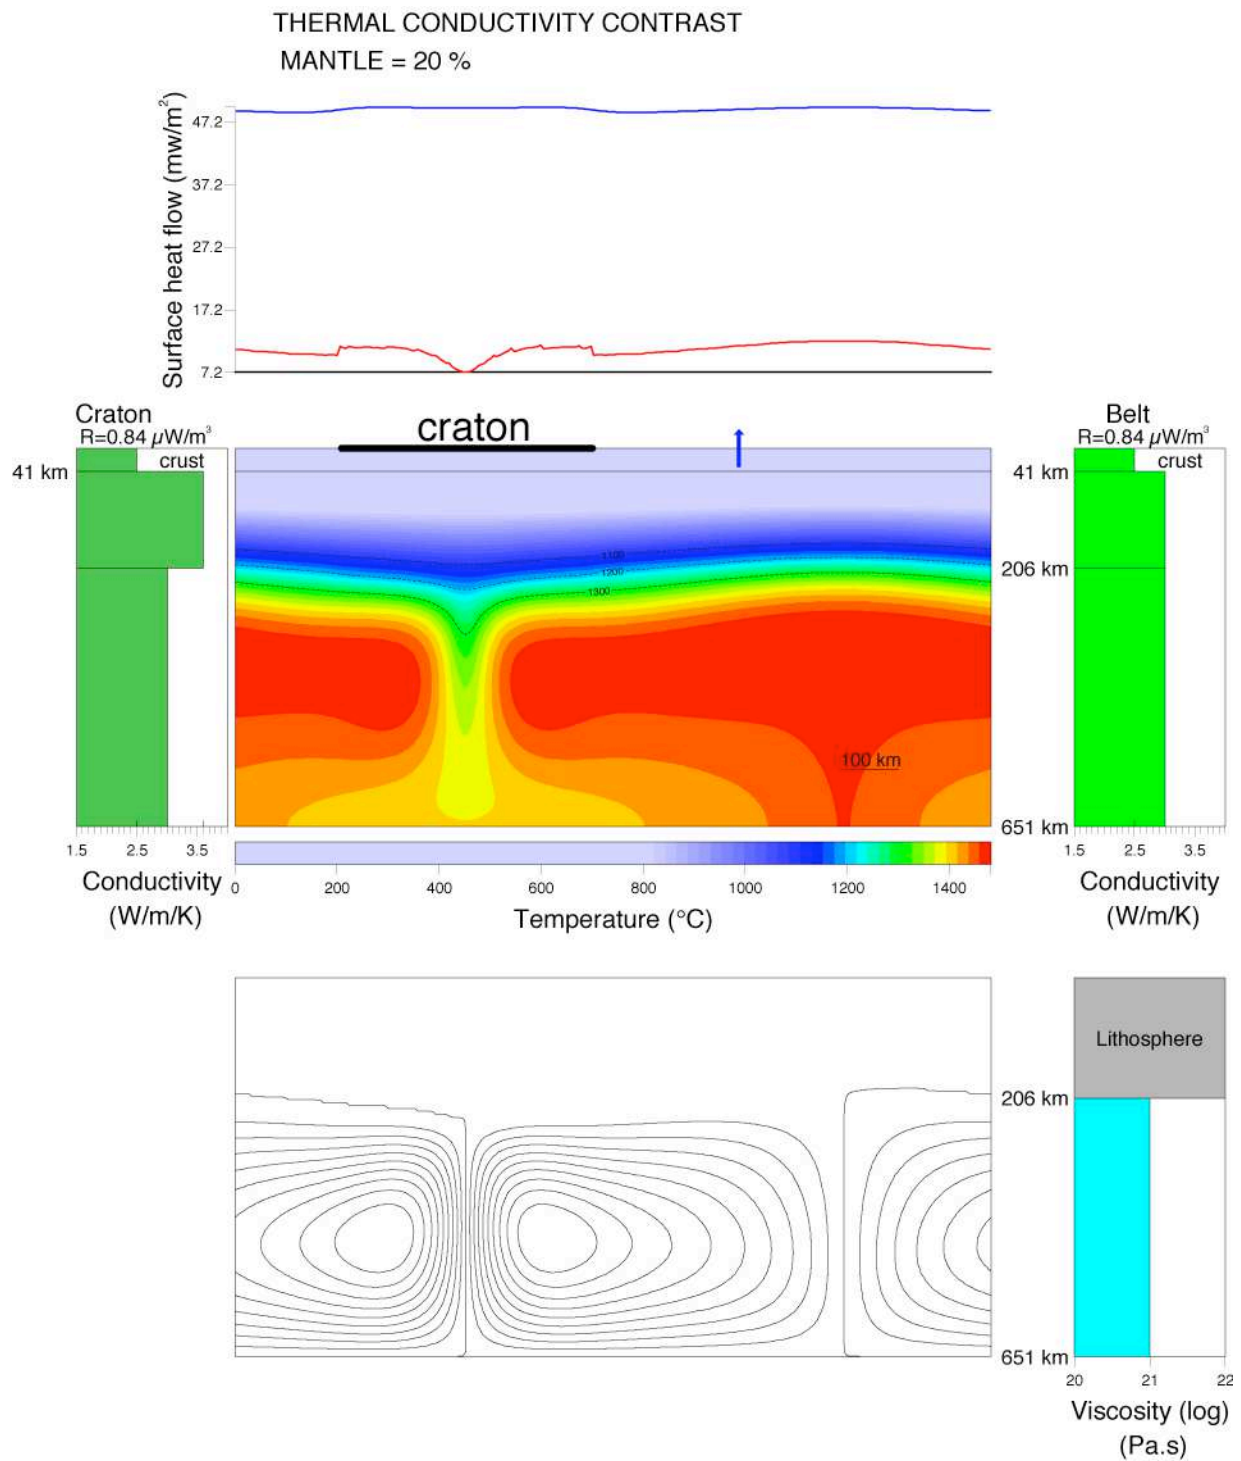 THERMAL CONDUCTIVITY CONTRAST
MANTLE = 20 %
Surface heat flow (mw/m²)
47.2
37.2
27.2
17.2
7.2
Craton
R=0.84 µW/m³
crust
41 km
craton
Belt
R=0.84 µW/m³
crust
41 km
1100
1200
1300
206 km
100 km
651 km
1.5 2.5 3.5
Conductivity
(W/m/K)
0 200 400 600 800 1000 1200 1400
Temperature (°C)
1.5 2.5 3.5
Conductivity
(W/m/K)
Lithosphere
206 km
651 km
20 21 22
Viscosity (log)
(Pa.s)